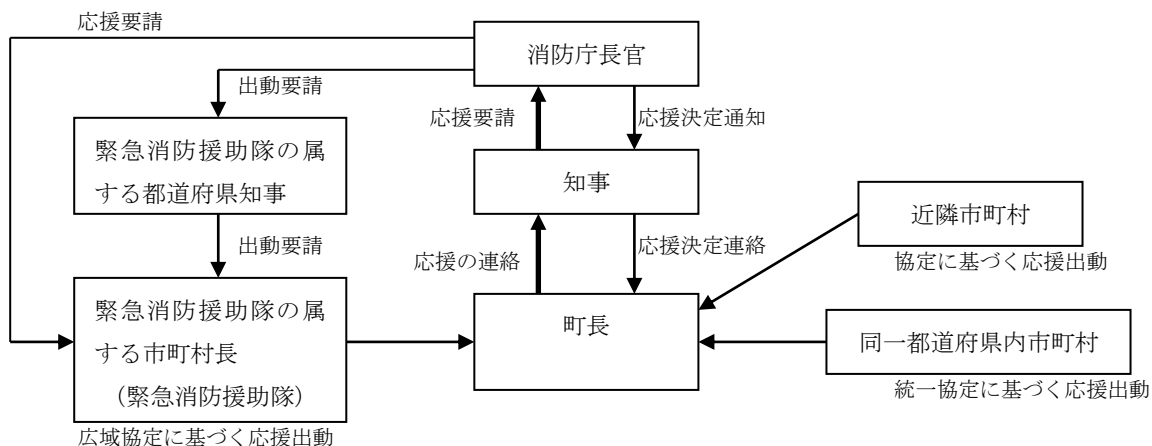 応援要請
消防庁長官
出動要請
応援要請
応援決定通知
緊急消防援助隊の属
する都道府県知事
知事
近隣市町村
出動要請
応援の連絡
応援決定連絡
協定に基づく応援出動
緊急消防援助隊の属
する市町村長
（緊急消防援助隊）
町長
同一都道府県内市町村
統一協定に基づく応援出動
広域協定に基づく応援出動